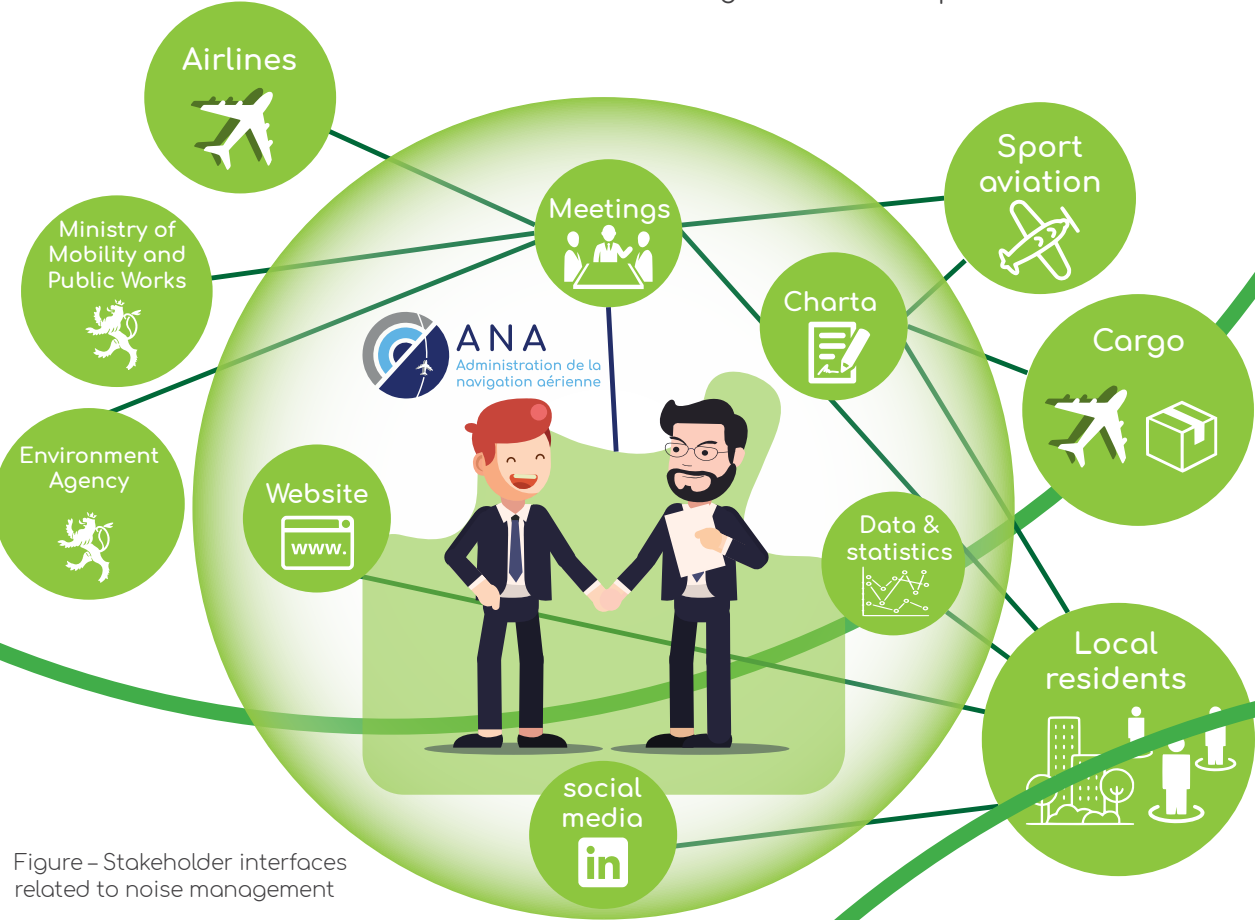 Airlines
Sport
aviation
Meetings
Ministry of
Mobility and
Public Works
Charta
ANA
Administration de la
navigation aérienne
Cargo
Environment
Agency
Website
www.
Data &
statistics
Local
residents
social
media
in
Figure – Stakeholder interfaces
related to noise management